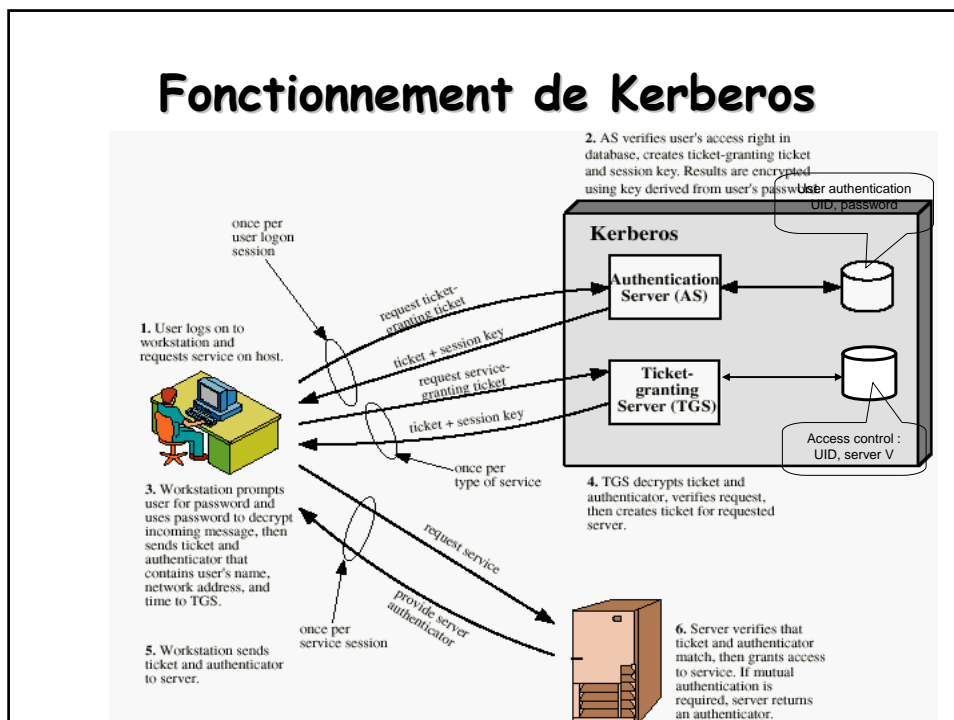 Fonctionnement de Kerberos
2. AS verifies user's access right in
database, creates ticket-granting ticket
and session key. Results are encrypted
using key derived from user's password.
User authentication
UID, password
once per
user logon
session
Kerberos
Authentication
Server (AS)
request ticket-
granting ticket
1. User logs on to
workstation and
requests service on host.
ticket + session key
request service-
granting ticket
Ticket-
granting
Server (TGS)
ticket + session key
Access control :
UID, server V
once per
type of service
4. TGS decrypts ticket and
authenticator, verifies request,
then creates ticket for requested
server.
3. Workstation prompts
user for password and
uses password to decrypt
incoming message, then
sends ticket and
authenticator that
contains user's name,
network address, and
time to TGS.
request service
provide server
authenticator
once per
service session
5. Workstation sends
ticket and authenticator
to server.
6. Server verifies that
ticket and authenticator
match, then grants access
to service. If mutual
authentication is
required, server returns
an authenticator.